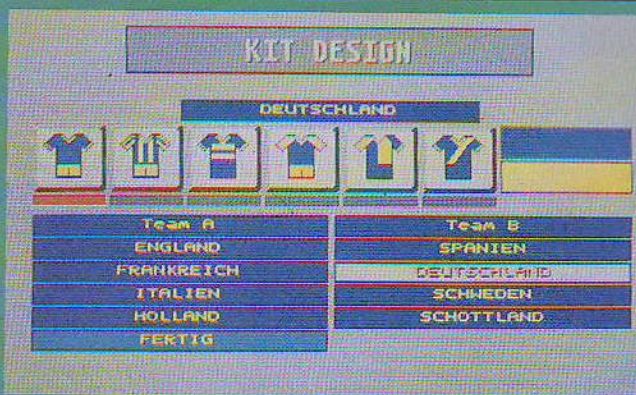 KIT DESIGN
DEUTSCHLAND
Team A Team B
ENGLAND SPANIEN
FRANKREICH DEUTSCHLAND
ITALIEN SCHWEDEN
HOLLAND SCHOTTLAND
FERTIG